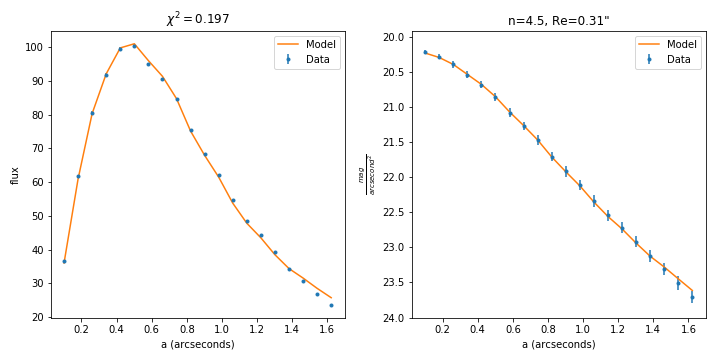 χ² = 0.197
100
90
80
70
60
50
40
30
20
flux
0.2 0.4 0.6 0.8 1.0 1.2 1.4 1.6
a (arcseconds)
Model
Data
n=4.5, Re=0.31"
20.0
20.5
21.0
21.5
22.0
22.5
23.0
23.5
24.0
mag
arcsecond²
0.2 0.4 0.6 0.8 1.0 1.2 1.4 1.6
a (arcseconds)
Model
Data